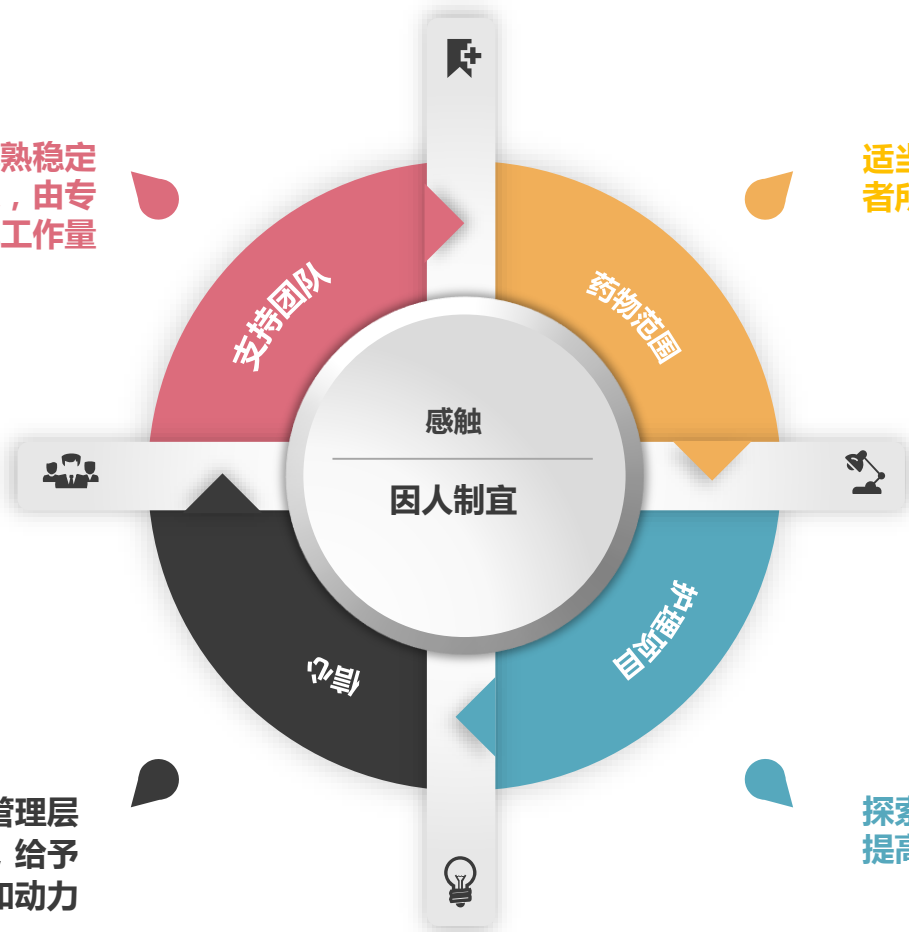 熟稳定
，由专
工作量
适当
者所
支持团队
药物范围
感触
因人制宜
信心
护理项目
管理层
，给予
和动力
探索
提高